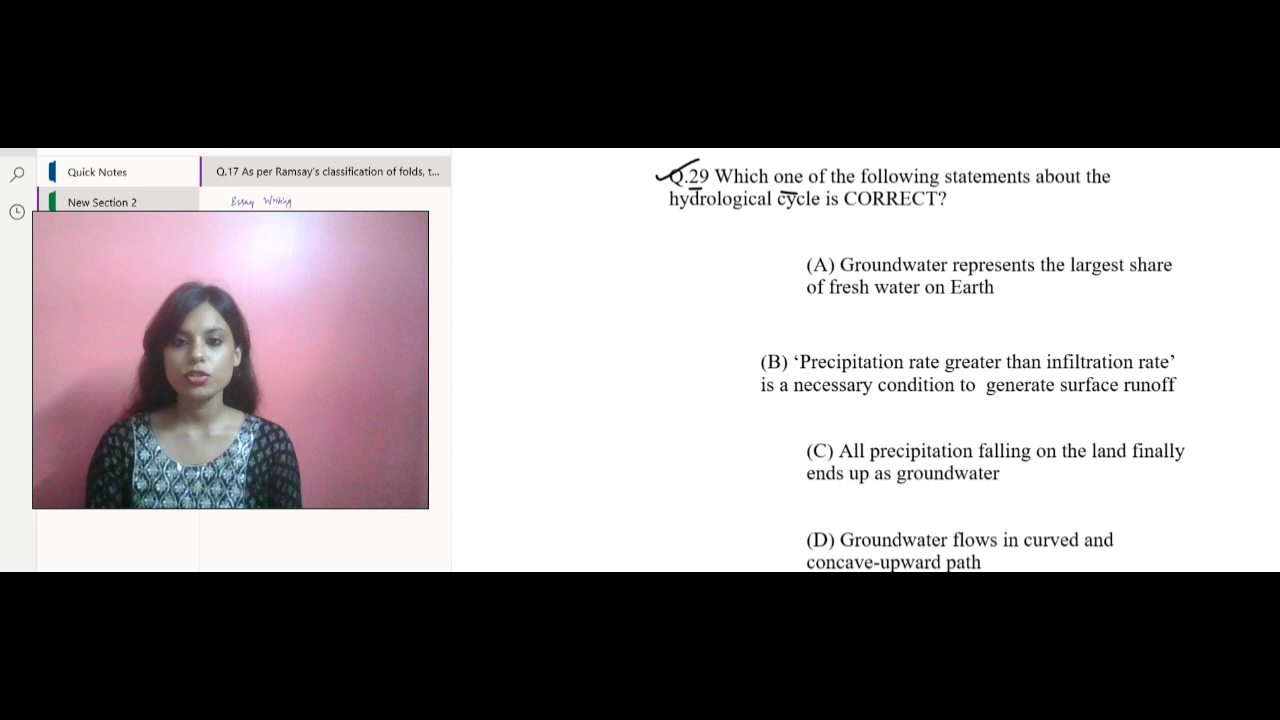 Quick Notes
New Section 2
Q.17 As per Ramsay's classification of folds, t...
Essay Writing
Q.29 Which one of the following statements about the
hydrological cycle is CORRECT?
(A) Groundwater represents the largest share
of fresh water on Earth
(B) ‘Precipitation rate greater than infiltration rate’
is a necessary condition to generate surface runoff
(C) All precipitation falling on the land finally
ends up as groundwater
(D) Groundwater flows in curved and
concave-upward path